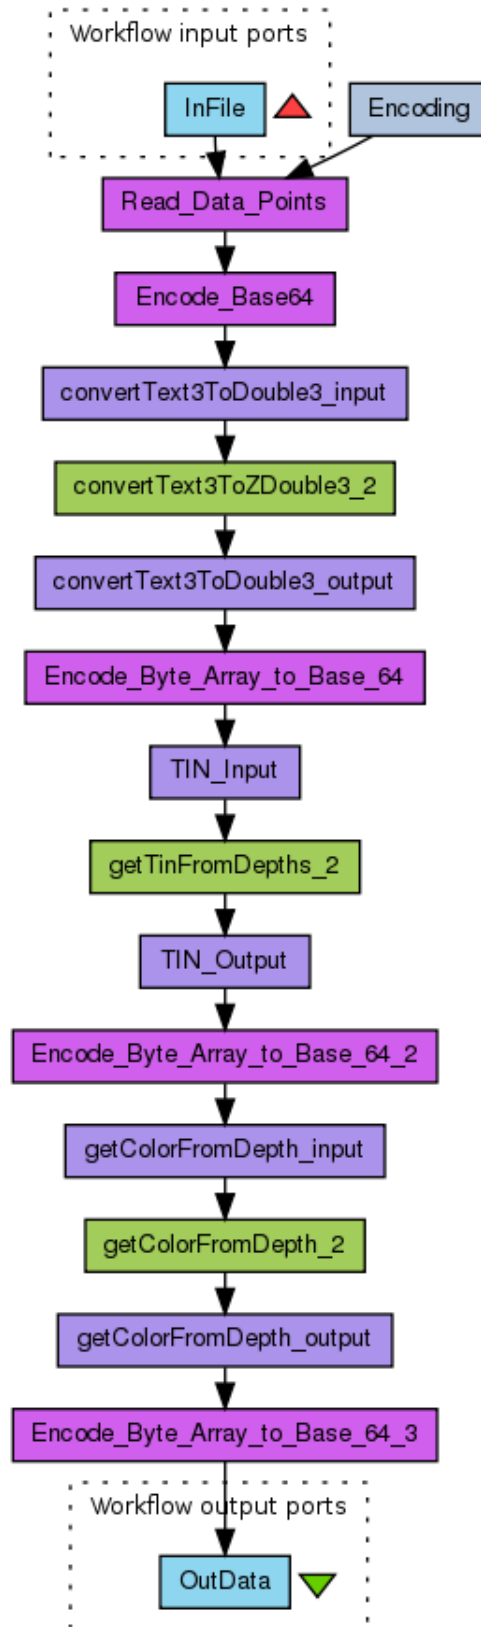 Workflow input ports
InFile
Encoding
Read_Data_Points
Encode_Base64
convertText3ToDouble3_input
convertText3ToZDouble3_2
convertText3ToDouble3_output
Encode_Byte_Array_to_Base_64
TIN_Input
getTinFromDepths_2
TIN_Output
Encode_Byte_Array_to_Base_64_2
getColorFromDepth_input
getColorFromDepth_2
getColorFromDepth_output
Encode_Byte_Array_to_Base_64_3
Workflow output ports
OutData